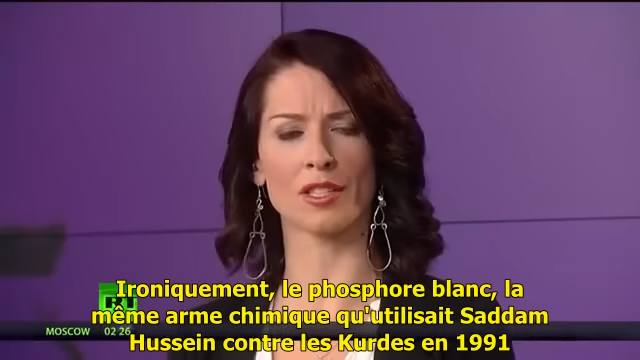 Ironiquement, le phosphore blanc, la
même arme chimique qu'utilisait Saddam
Hussein contre les Kurdes en 1991
MOSCOW 02 26